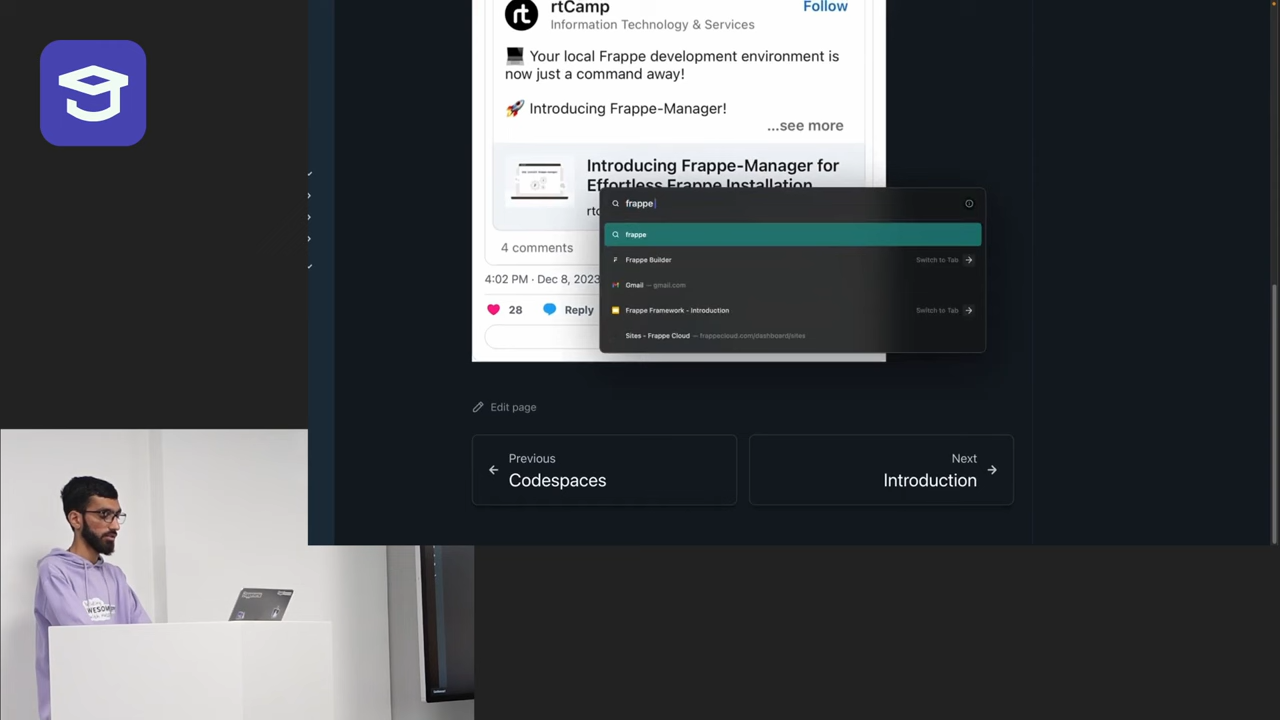 rtCamp
Follow
Information Technology & Services
Your local Frappe development environment is
now just a command away!
Introducing Frappe-Manager!
...see more
Introducing Frappe-Manager for
Effortless Frappe Installation
4 comments
4:02 PM · Dec 8, 2023
28
Reply
frappe
frappe
Frappe Builder
Switch to Tab
Gmail — gmail.com
Frappe Framework - Introduction
Switch to Tab
Sites - Frappe Cloud — frappecloud.com/dashboard/sites
Edit page
Previous
Codespaces
Next
Introduction